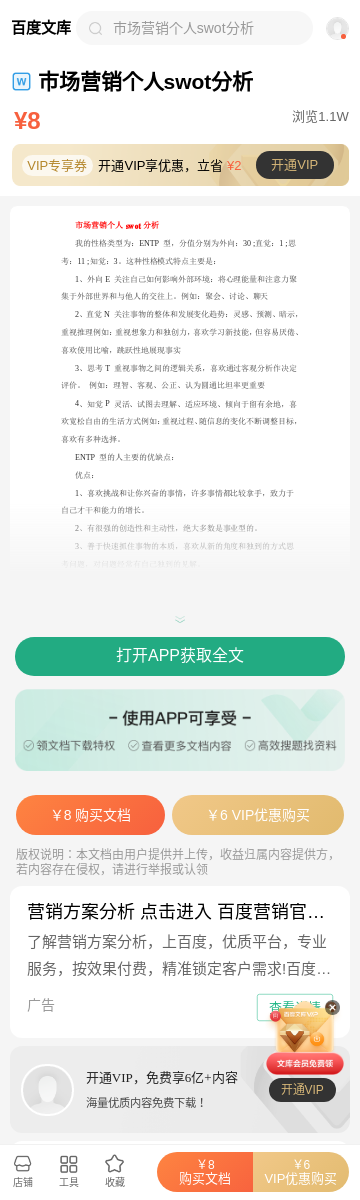 百度文库
市场营销个人swot分析
市场营销个人swot分析
¥8
浏览1.1W
VIP专享券 开通VIP享优惠，立省 ¥2 开通VIP
市场营销个人 swot 分析
我的性格类型为：ENTP 型，分值分别为外向：30 ;直觉：1 ;思
考：11 ;知觉：3。这种性格模式特点主要是：
1、外向 E 关注自己如何影响外部环境：将心理能量和注意力聚
集于外部世界和与他人的交往上。例如：聚会、讨论、聊天
2、直觉 N 关注事物的整体和发展变化趋势：灵感、预测、暗示，
重视推理例如：重视想象力和独创力，喜欢学习新技能，但容易厌倦、
喜欢使用比喻，跳跃性地展现事实
3、思考 T 重视事物之间的逻辑关系，喜欢通过客观分析作决定
评价。 例如：理智、客观、公正、认为圆通比坦率更重要
4、知觉 P 灵活、试图去理解、适应环境、倾向于留有余地，喜
欢宽松自由的生活方式例如：重视过程、随信息的变化不断调整目标，
喜欢有多种选择。
ENTP 型的人主要的优缺点：
优点：
1、喜欢挑战和让你兴奋的事情，许多事情都比较拿手，致力于
自己才干和能力的增长。
2、有很强的创造性和主动性，绝大多数是事业型的。
3、善于快速抓住事物的本质，喜欢从新的角度和独到的方式思
打开APP获取全文
– 使用APP可享受 –
领文档下载特权 查看更多文档内容 高效搜题找资料
￥8 购买文档 ￥6 VIP优惠购买
版权说明：本文档由用户提供并上传，收益归属内容提供方，
若内容存在侵权，请进行举报或认领
营销方案分析 点击进入 百度营销官…
了解营销方案分析，上百度，优质平台，专业
服务，按效果付费，精准锁定客户需求!百度…
广告
文库会员免费领
开通VIP
开通VIP，免费享6亿+内容
海量优质内容免费下载！
店铺 工具 收藏
￥8
购买文档
￥6
VIP优惠购买